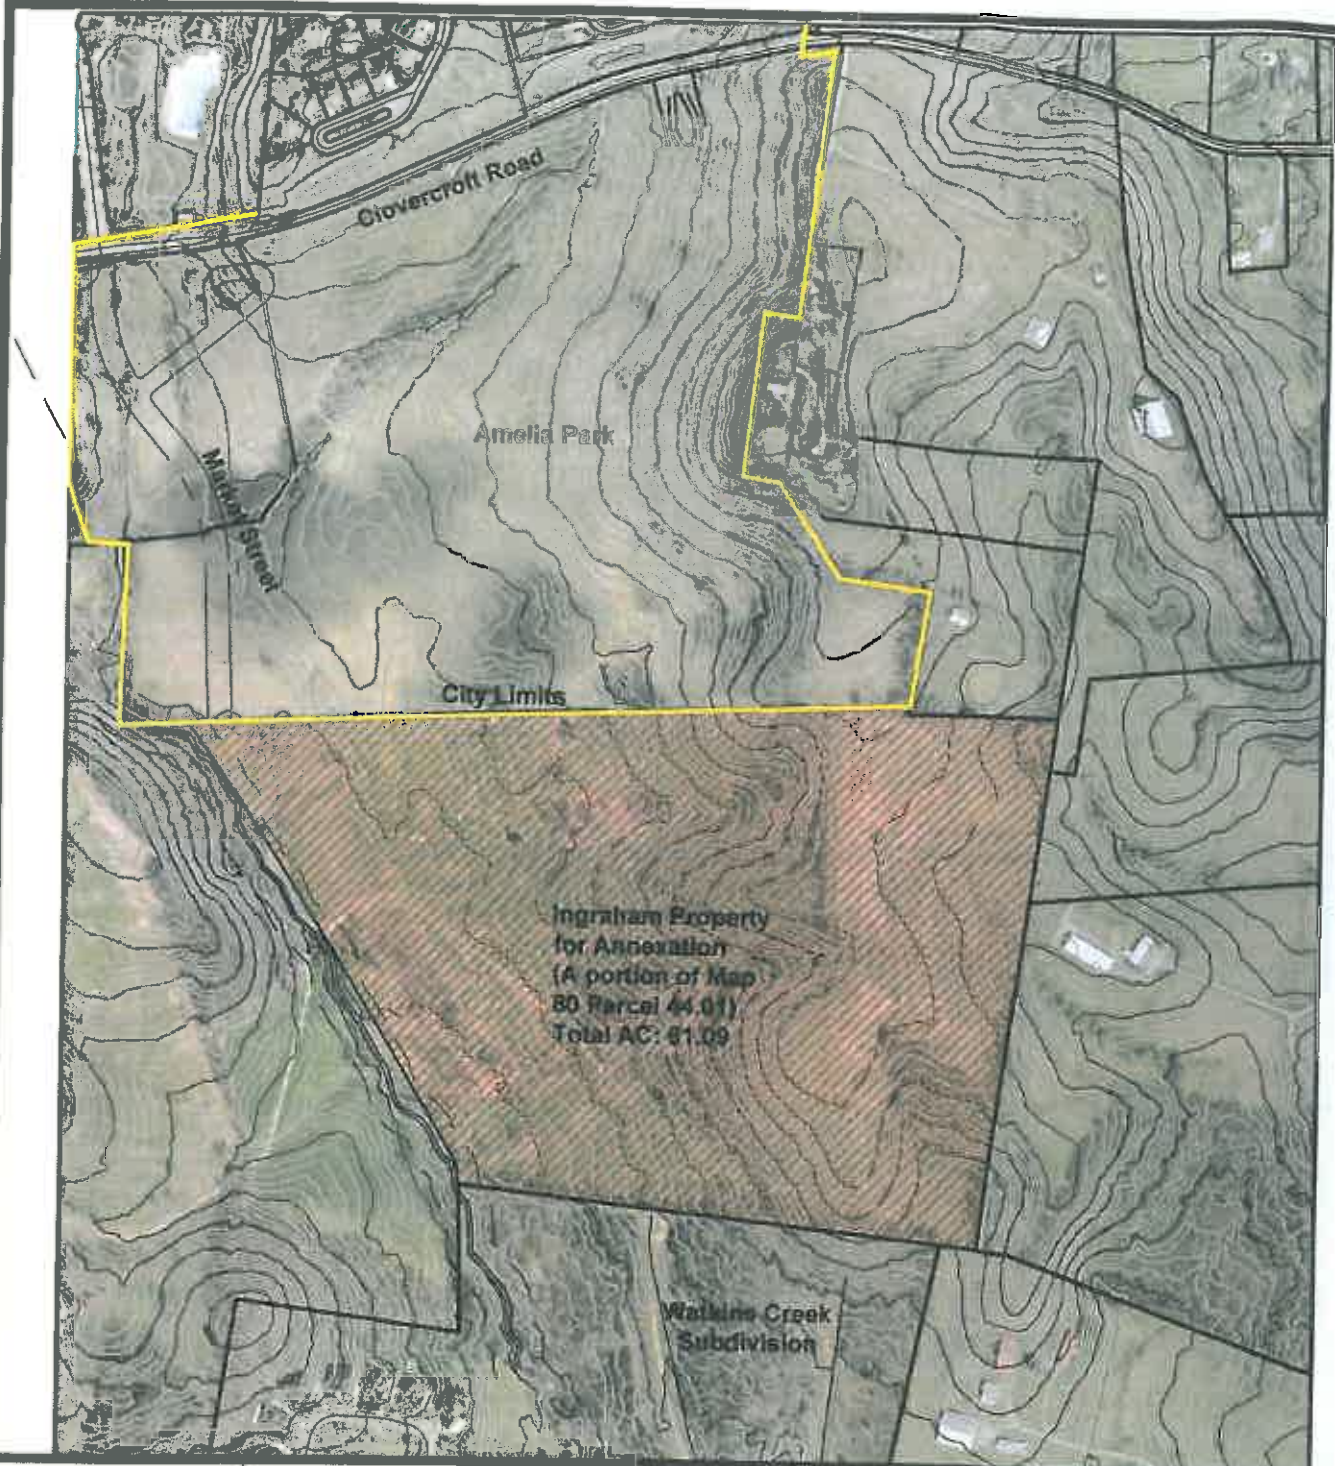 Clovercroft Road
Amelia Park
Market Street
City Limits
Ingraham Property
for Annexation
(A portion of Map
80 Parcel 44.01)
Total AC: 61.09
Watkins Creek
Subdivision